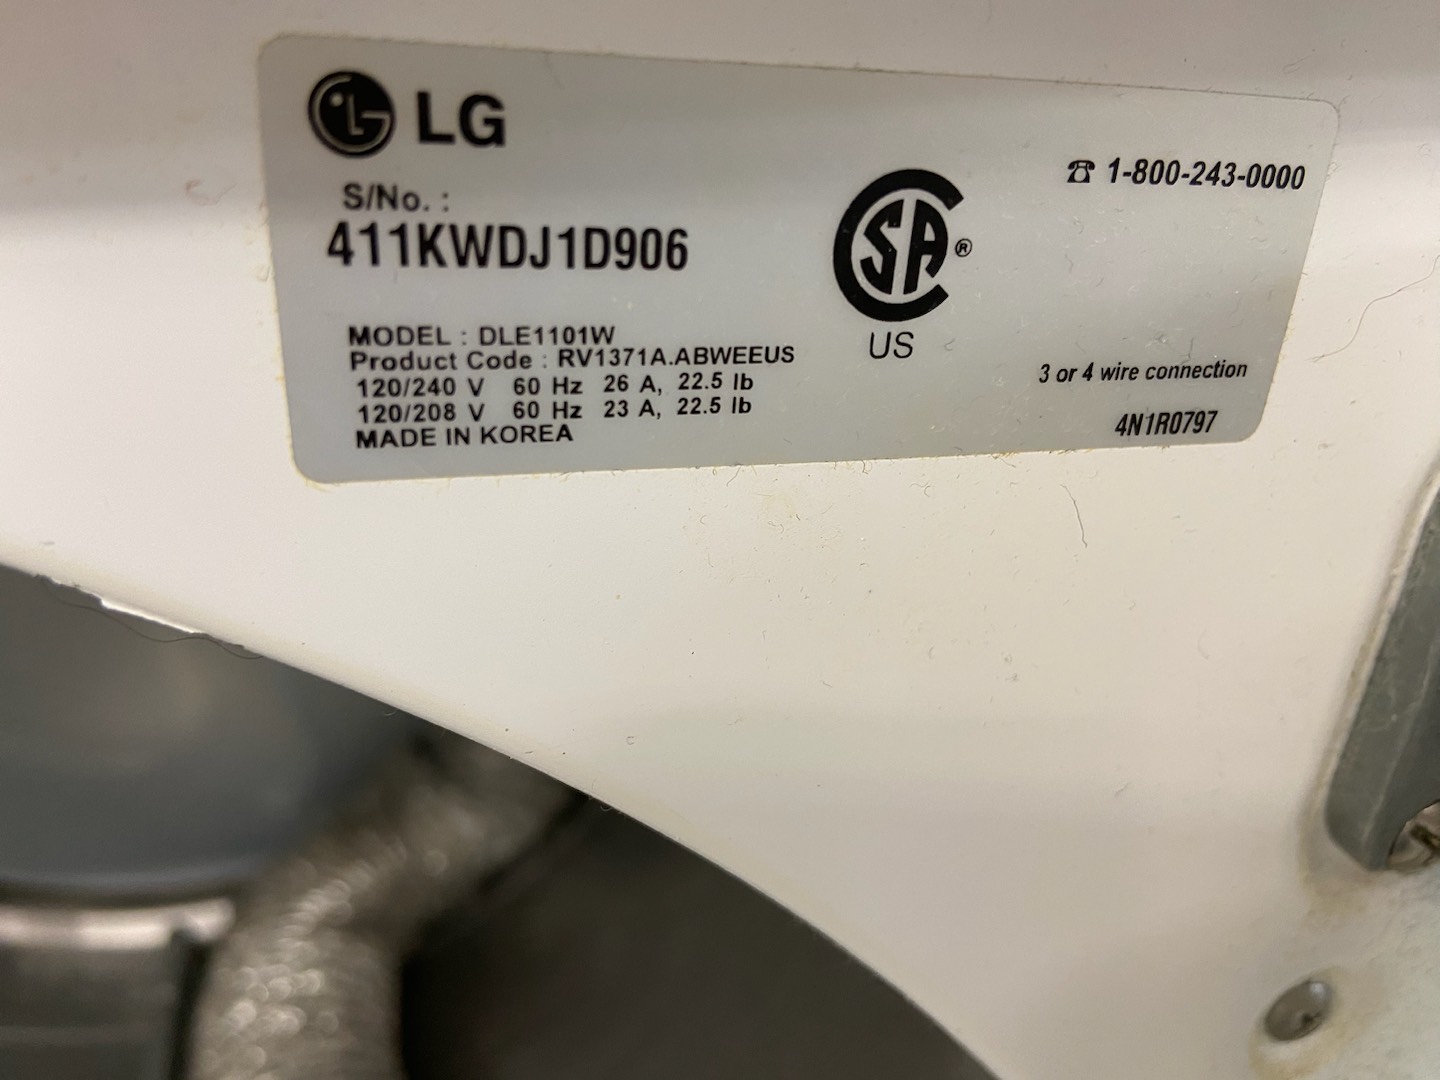 LG
S/No. :
411KWDJ1D906
MODEL : DLE1101W
Product Code : RV1371A.ABWEEUS
120/240 V 60 Hz 26 A, 22.5 lb
120/208 V 60 Hz 23 A, 22.5 lb
MADE IN KOREA
CSA®
US
☎ 1-800-243-0000
3 or 4 wire connection
4N1R0797